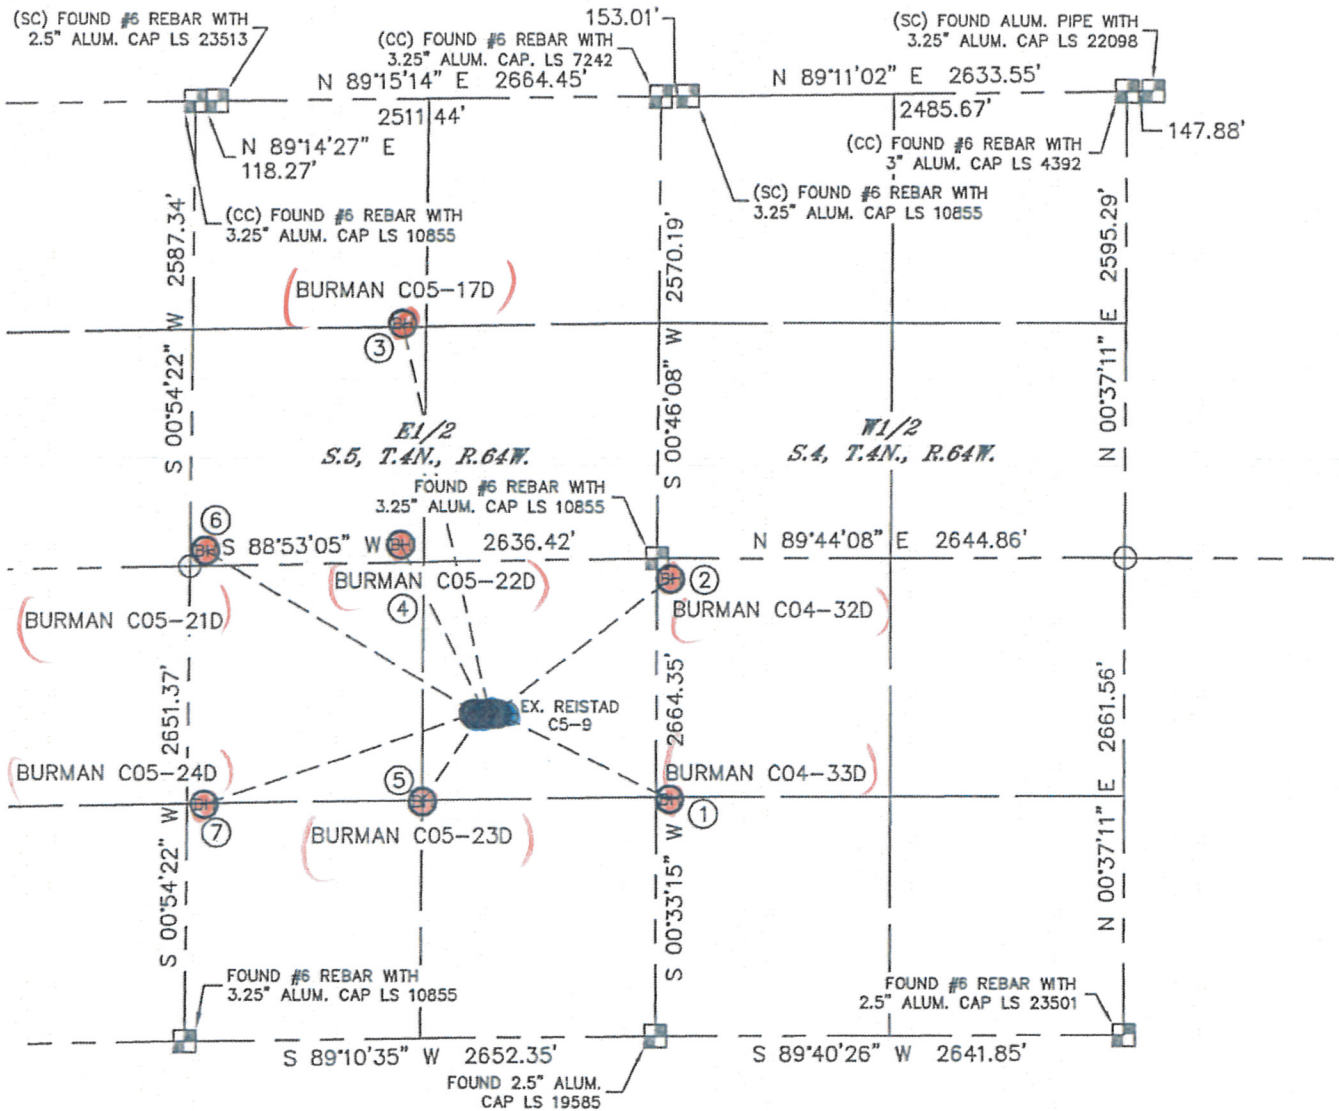 (SC) FOUND #6 REBAR WITH
2.5" ALUM. CAP LS 23513
153.01'
(CC) FOUND #6 REBAR WITH
3.25" ALUM. CAP. LS 7242
(SC) FOUND ALUM. PIPE WITH
3.25" ALUM. CAP LS 22098
N 89°15'14" E 2664.45'
N 89°11'02" E 2633.55'
2511.44'
2485.67'
147.88'
N 89°14'27" E
118.27'
(CC) FOUND #6 REBAR WITH
3" ALUM. CAP LS 4392
(SC) FOUND #6 REBAR WITH
3.25" ALUM. CAP LS 10855
(CC) FOUND #6 REBAR WITH
3.25" ALUM. CAP LS 10855
S 00°54'22" W 2587.34'
S 00°46'08" W 2570.19'
N 00°37'11" E 2595.29'
BURMAN C05-17D
BH
3
E1/2
S.5, T.4N., R.64W.
W1/2
S.4, T.4N., R.64W.
FOUND #6 REBAR WITH
3.25" ALUM. CAP LS 10855
6
BH
S 88°53'05" W 2636.42'
BH
N 89°44'08" E 2644.86'
BURMAN C05-22D
4
BH
2
BURMAN C04-32D
BURMAN C05-21D
EX. REISTAD
C5-9
S 00°54'22" W 2651.37'
S 00°33'15" W 2664.35'
N 00°37'11" E 2661.56'
BURMAN C05-24D
BH
7
5
BH
BURMAN C05-23D
BURMAN C04-33D
BH
1
FOUND #6 REBAR WITH
3.25" ALUM. CAP LS 10855
FOUND #6 REBAR WITH
2.5" ALUM. CAP LS 23501
S 89°10'35" W 2652.35'
S 89°40'26" W 2641.85'
FOUND 2.5" ALUM.
CAP LS 19585